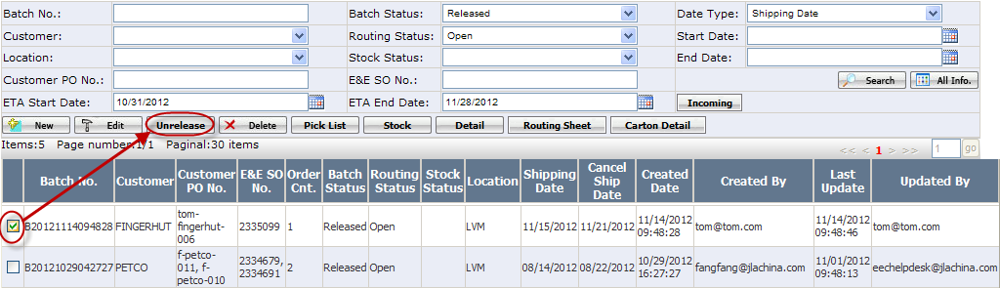 Batch No.: Batch Status: Released Date Type: Shipping Date
Customer: Routing Status: Open Start Date:
Location: Stock Status: End Date:
Customer PO No.: E&E SO No.: Search All Info.
ETA Start Date: 10/31/2012 ETA End Date: 11/28/2012 Incoming
New Edit Unrelease Delete Pick List Stock Detail Routing Sheet Carton Detail
Items:5 Page number:1/1 Paginal:30 items << < 1 > >> 1 go
Batch No. Customer Customer PO No. E&E SO No. Order Cnt. Batch Status Routing Status Stock Status Location Shipping Date Cancel Ship Date Created Date Created By Last Update Updated By
B20121114094828 FINGERHUT tom-fingerhut-006 2335099 1 Released Open LVM 11/15/2012 11/21/2012 11/14/2012 09:48:28 tom@tom.com 11/14/2012 09:48:46 tom@tom.com
B20121029042727 PETCO f-petco-011, f-petco-010 2334679, 2334691 2 Released Open LVM 08/14/2012 08/22/2012 10/29/2012 16:27:27 fangfang@jlachina.com 11/01/2012 09:48:13 eechelpdesk@jlachina.com